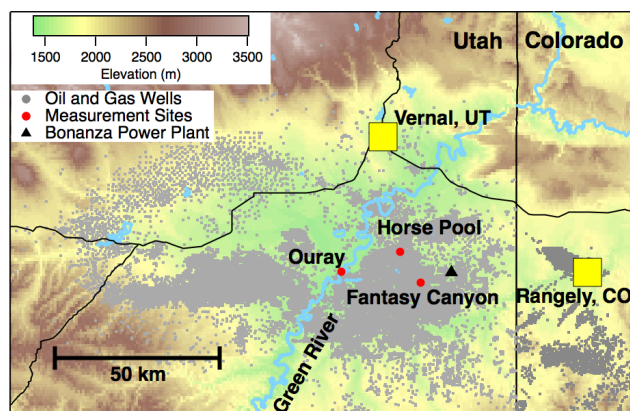 1500 2000 2500 3000 3500
Elevation (m)
Oil and Gas Wells
Measurement Sites
Bonanza Power Plant
Utah
Colorado
Vernal, UT
Horse Pool
Ouray
Fantasy Canyon
Rangely, CO
Green River
50 km